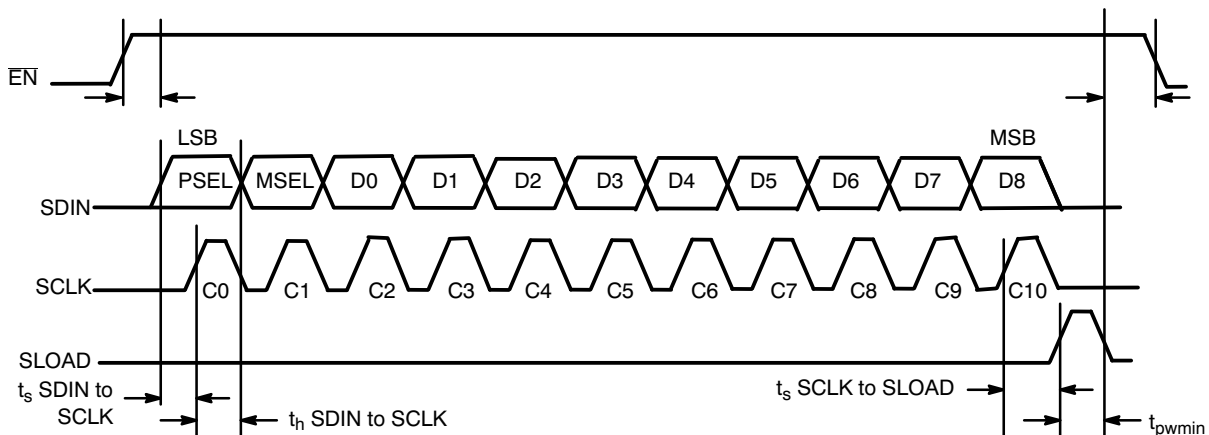 EN
LSB
MSB
PSEL MSEL D0 D1 D2 D3 D4 D5 D6 D7 D8
SDIN
SCLK
C0 C1 C2 C3 C4 C5 C6 C7 C8 C9 C10
SLOAD
ts SDIN to
SCLK
th SDIN to SCLK
ts SCLK to SLOAD
tpwmin